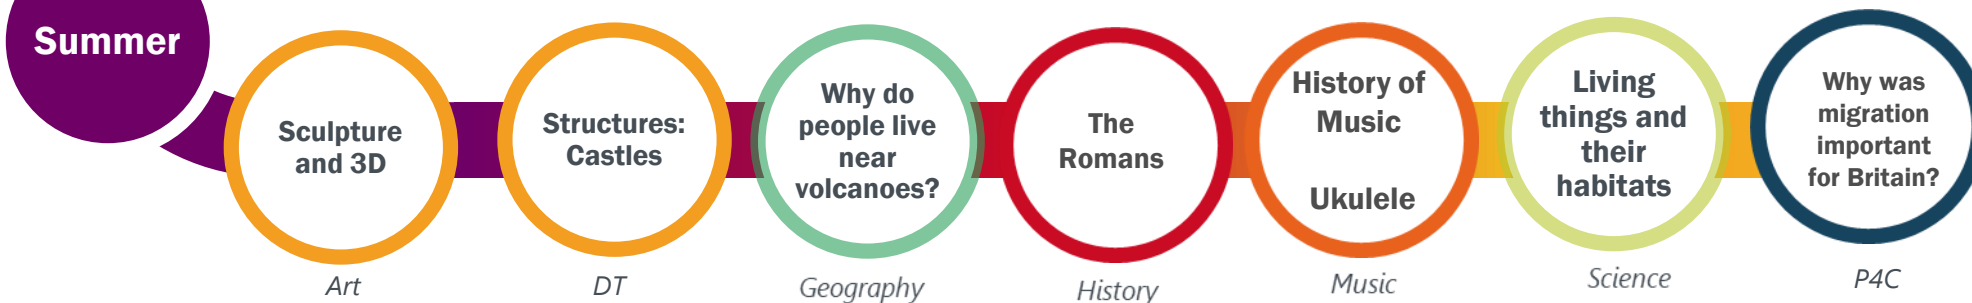 Summer
Sculpture
and 3D
Art
Structures:
Castles
DT
Why do
people live
near
volcanoes?
Geography
The
Romans
History
History of
Music
Ukulele
Music
Living
things and
their
habitats
Science
Why was
migration
important
for Britain?
P4C